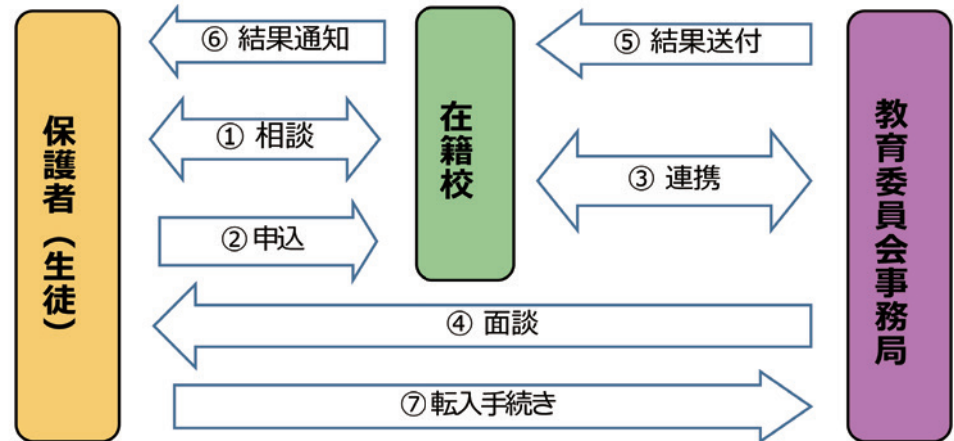 保護者（生徒）
⑥ 結果通知
① 相談
② 申込
在籍校
⑤ 結果送付
③ 連携
④ 面談
⑦ 転入手続き
教育委員会事務局